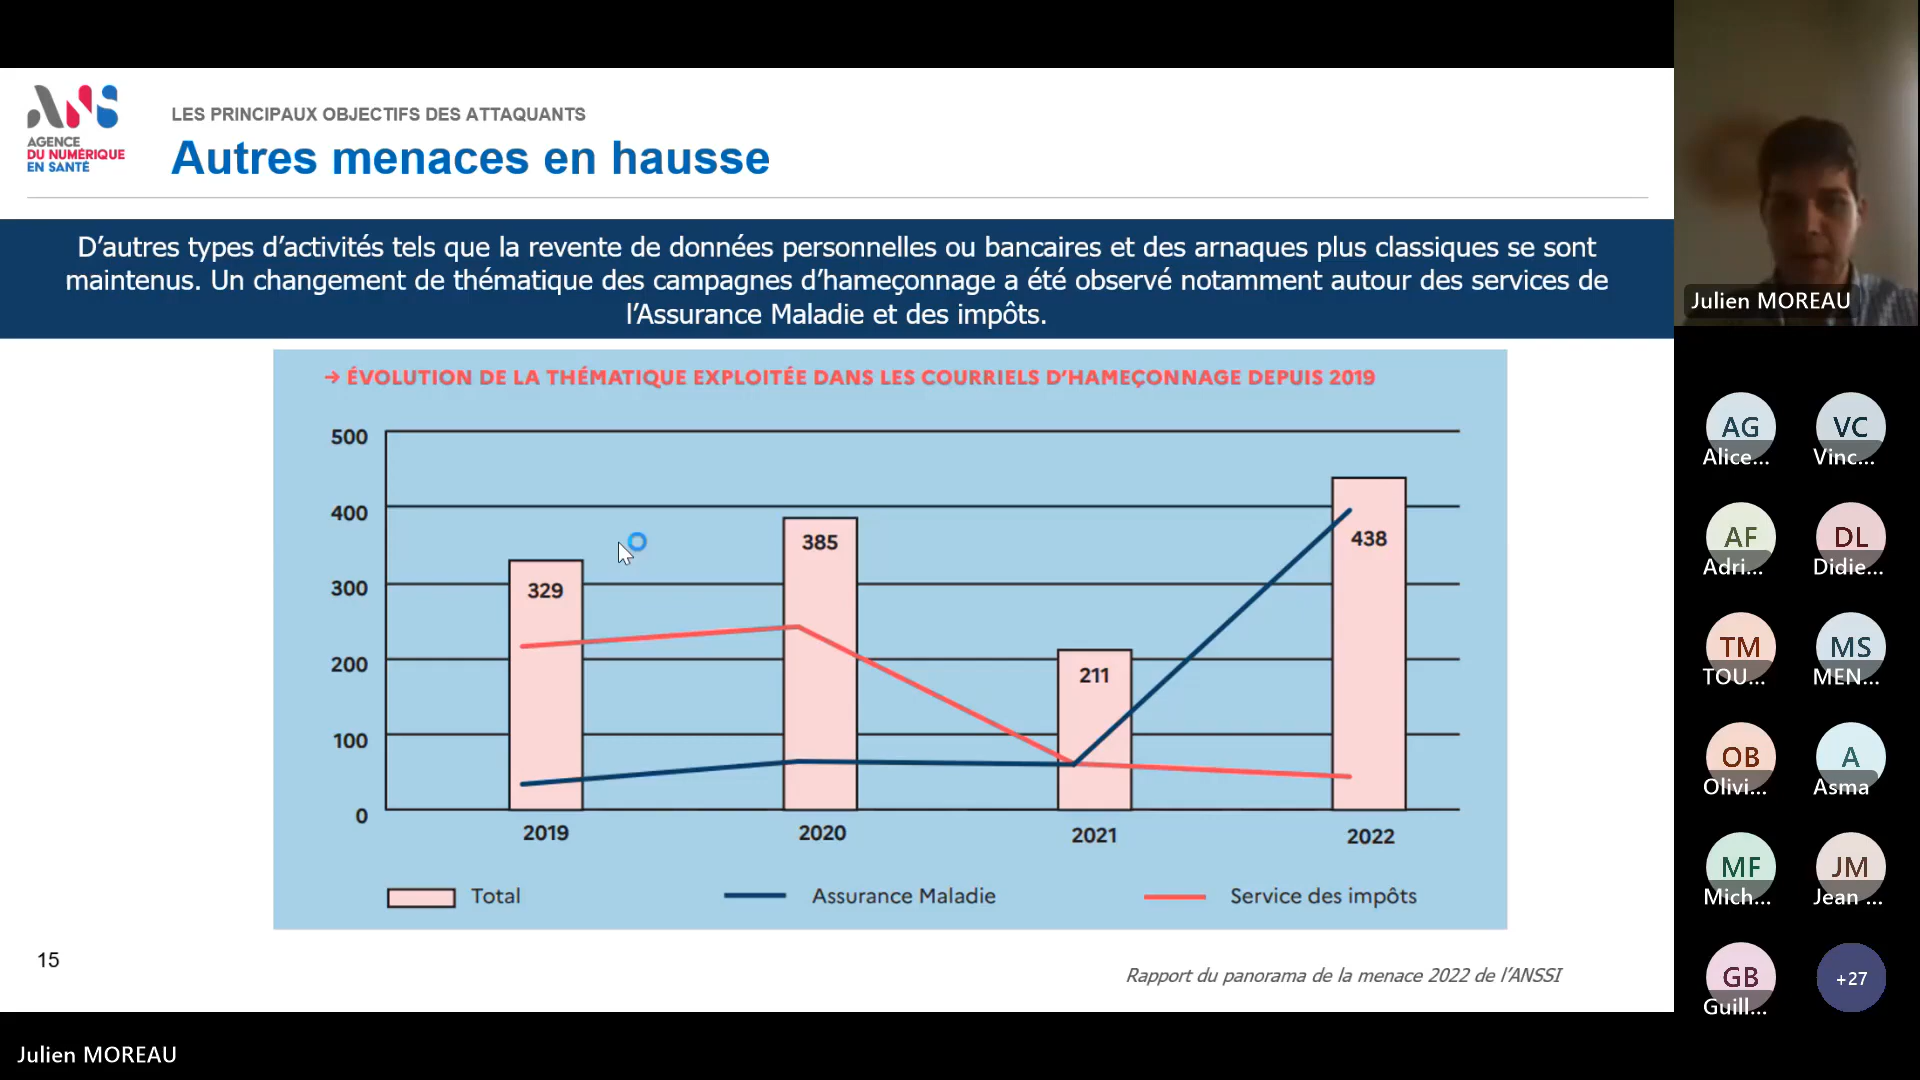 ANS
AGENCE
DU NUMÉRIQUE
EN SANTÉ
LES PRINCIPAUX OBJECTIFS DES ATTAQUANTS
Autres menaces en hausse
D’autres types d’activités tels que la revente de données personnelles ou bancaires et des arnaques plus classiques se sont
maintenus. Un changement de thématique des campagnes d’hameçonnage a été observé notamment autour des services de
l’Assurance Maladie et des impôts.
→ ÉVOLUTION DE LA THÉMATIQUE EXPLOITÉE DANS LES COURRIELS D’HAMEÇONNAGE DEPUIS 2019
500
400
300
200
100
0
329
385
211
438
2019
2020
2021
2022
Total
Assurance Maladie
Service des impôts
15
Rapport du panorama de la menace 2022 de l’ANSSI
Julien MOREAU
Julien MOREAU
AG
Alice...
VC
Vinc...
AF
Adri...
DL
Didie...
TM
TOU...
MS
MEN...
OB
Olivi...
A
Asma
MF
Mich...
JM
Jean ...
GB
Guill...
+27